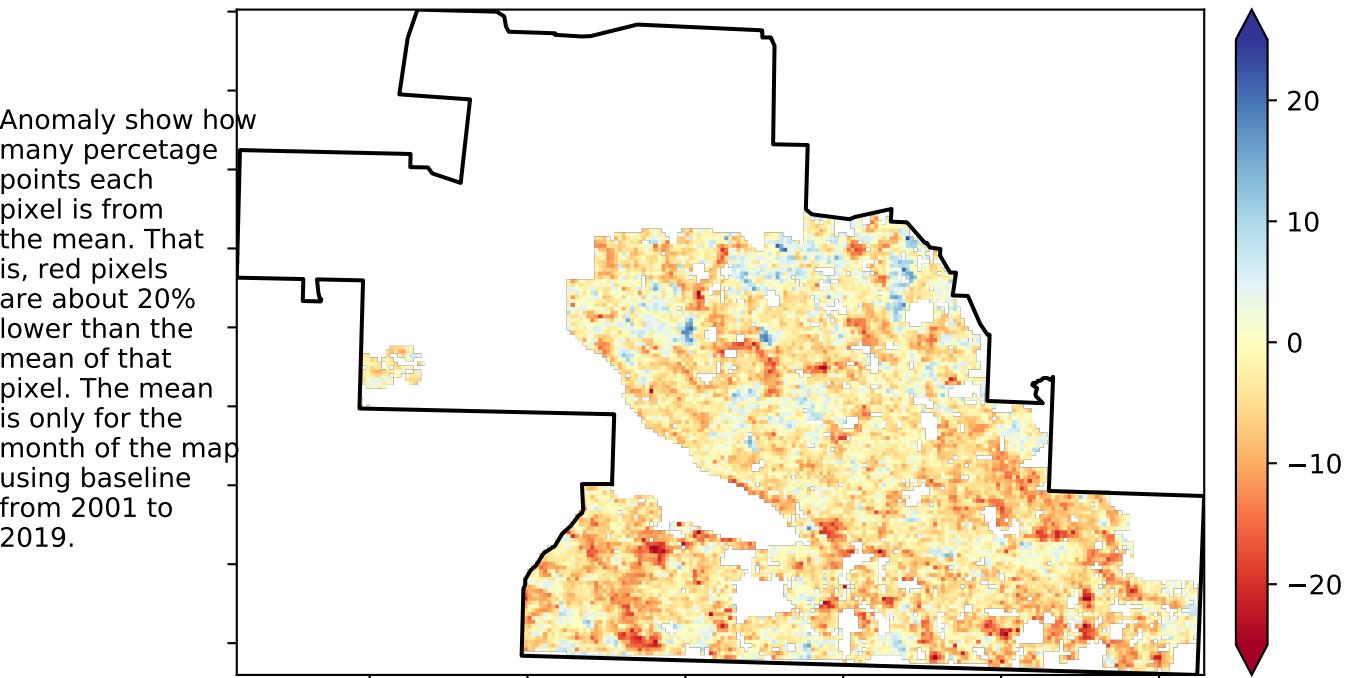 Anomaly show how
many percetage
points each
pixel is from
the mean. That
is, red pixels
are about 20%
lower than the
mean of that
pixel. The mean
is only for the
month of the map
using baseline
from 2001 to
2019.
20
10
0
−10
−20